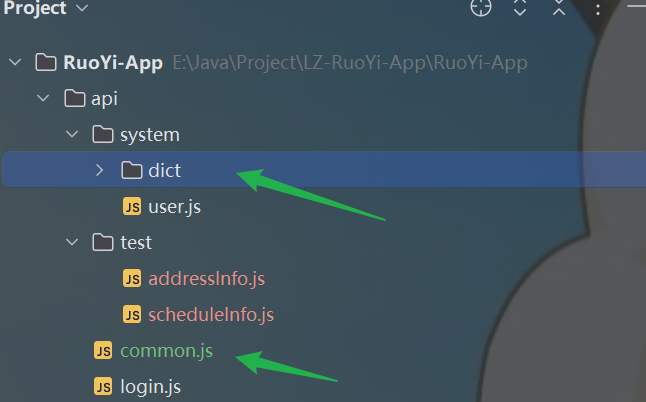 Project
RuoYi-App E:\Java\Project\LZ-RuoYi-App\RuoYi-App
api
system
dict
JS user.js
test
JS addressInfo.js
JS scheduleInfo.js
JS common.js
JS login.js